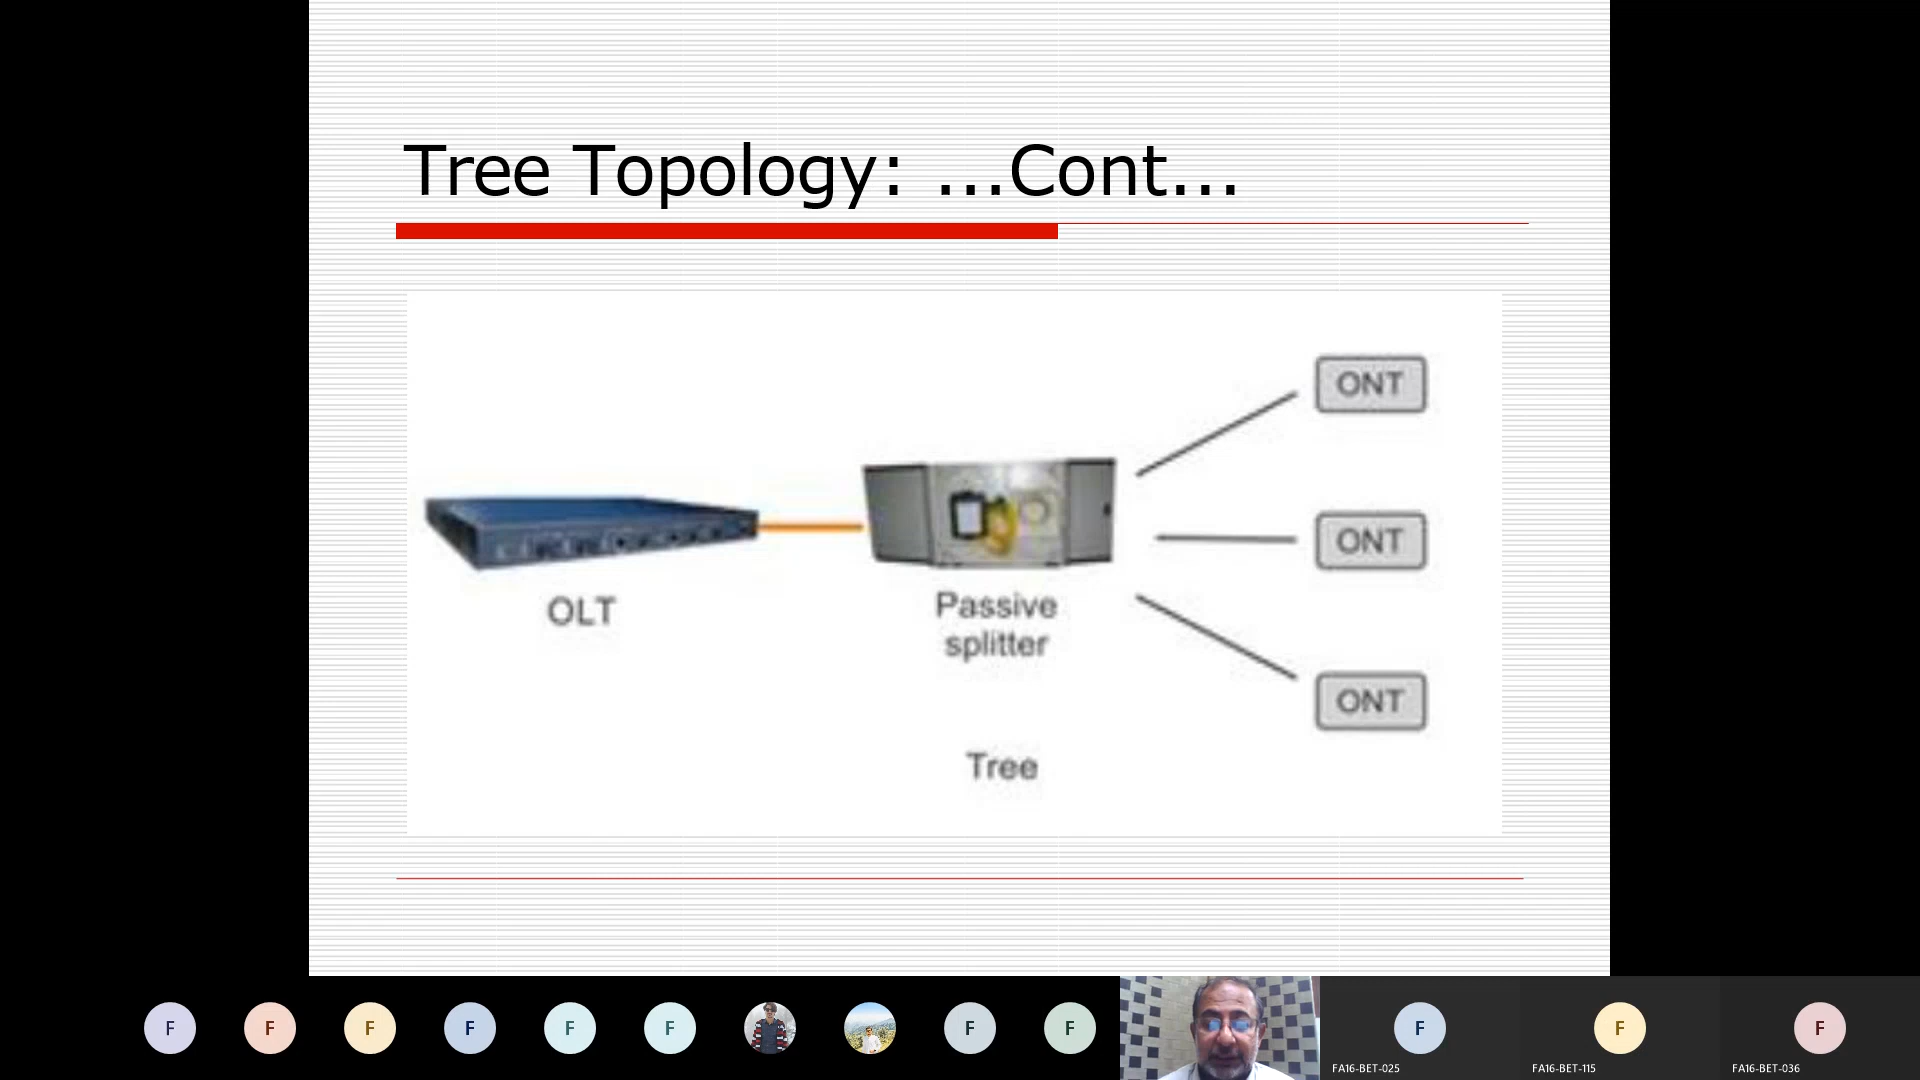 Tree Topology: ...Cont...
ONT
ONT
OLT
Passive
splitter
ONT
Tree
F
F
F
F
F
F
F
F
F
F
F
FA16-BET-025
FA16-BET-115
FA16-BET-036